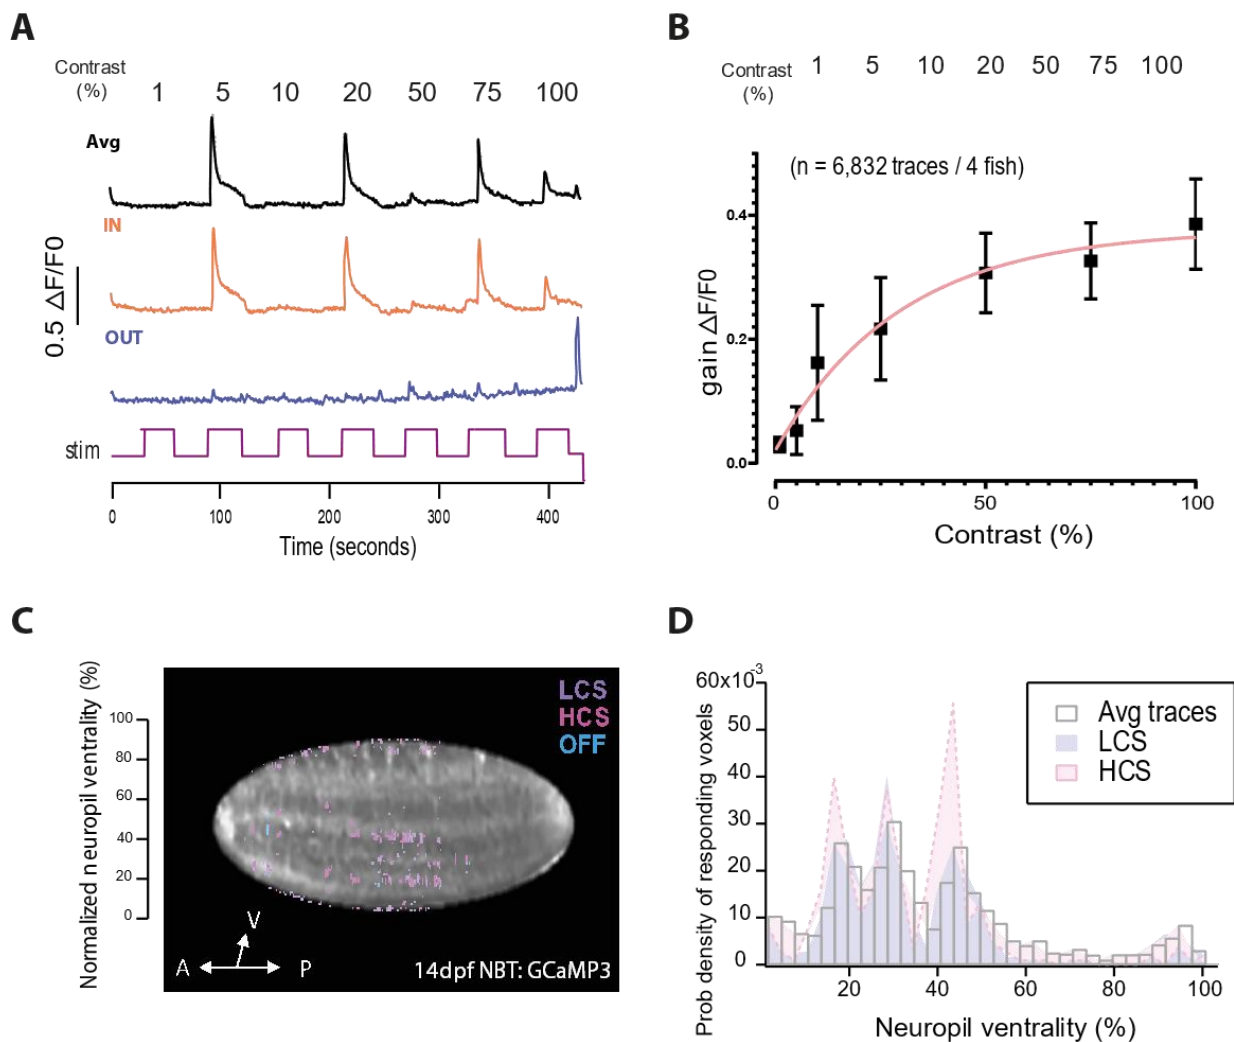 A
Contrast
(%)
1 5 10 20 50 75 100
Avg
IN
0.5 ΔF/F0
OUT
stim
0 100 200 300 400
Time (seconds)
B
Contrast
(%)
1 5 10 20 50 75 100
(n = 6,832 traces / 4 fish)
gain ΔF/F0
0.4
0.2
0.0
0 50 100
Contrast (%)
C
Normalized neuropil ventrality (%)
100
80
60
40
20
0
LCS
HCS
OFF
V
A P
14dpf NBT: GCaMP3
D
Prob density of responding voxels
60x10-3
50
40
30
20
10
0
Avg traces
LCS
HCS
20 40 60 80 100
Neuropil ventrality (%)